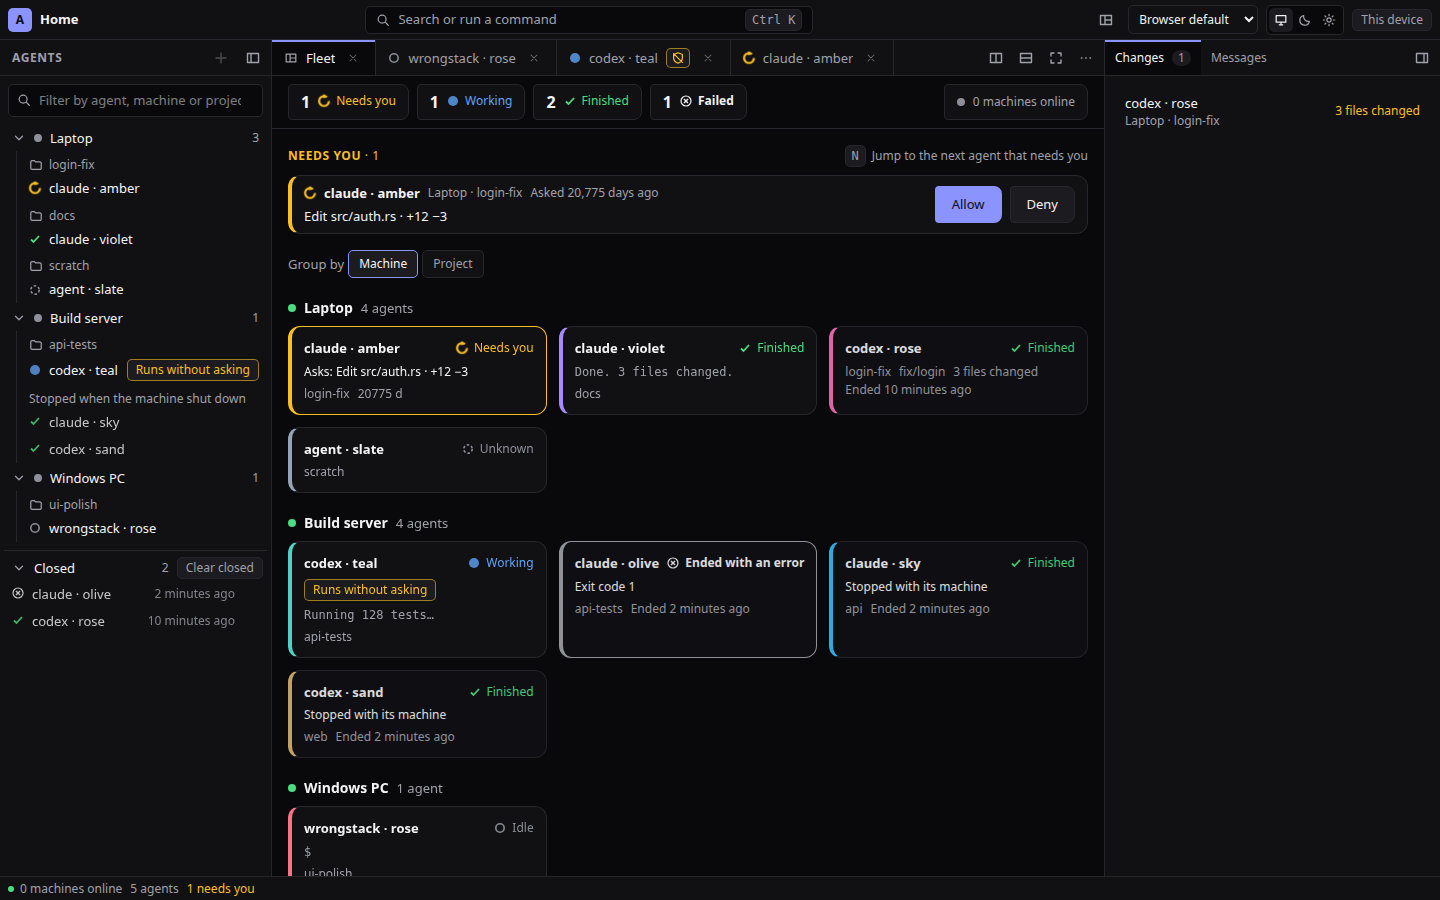 A Home
Search or run a command Ctrl K
Browser default
This device
AGENTS
Filter by agent, machine or projec
Laptop 3
login-fix
claude · amber
docs
claude · violet
scratch
agent · slate
Build server 1
api-tests
codex · teal Runs without asking
Stopped when the machine shut down
claude · sky
codex · sand
Windows PC 1
ui-polish
wrongstack · rose
Closed 2 Clear closed
claude · olive 2 minutes ago
codex · rose 10 minutes ago
Fleet
wrongstack · rose
codex · teal
claude · amber
1 Needs you
1 Working
2 Finished
1 Failed
0 machines online
NEEDS YOU · 1
N Jump to the next agent that needs you
claude · amber Laptop · login-fix Asked 20,775 days ago
Edit src/auth.rs · +12 −3
Allow
Deny
Group by Machine Project
Laptop 4 agents
claude · amber Needs you
Asks: Edit src/auth.rs · +12 −3
login-fix 20775 d
claude · violet Finished
Done. 3 files changed.
docs
codex · rose Finished
login-fix fix/login 3 files changed
Ended 10 minutes ago
agent · slate Unknown
scratch
Build server 4 agents
codex · teal Working
Runs without asking
Running 128 tests…
api-tests
claude · olive Ended with an error
Exit code 1
api-tests Ended 2 minutes ago
claude · sky Finished
Stopped with its machine
api Ended 2 minutes ago
codex · sand Finished
Stopped with its machine
web Ended 2 minutes ago
Windows PC 1 agent
wrongstack · rose Idle
$
ui-polish
Changes 1
Messages
codex · rose
Laptop · login-fix
3 files changed
0 machines online 5 agents 1 needs you